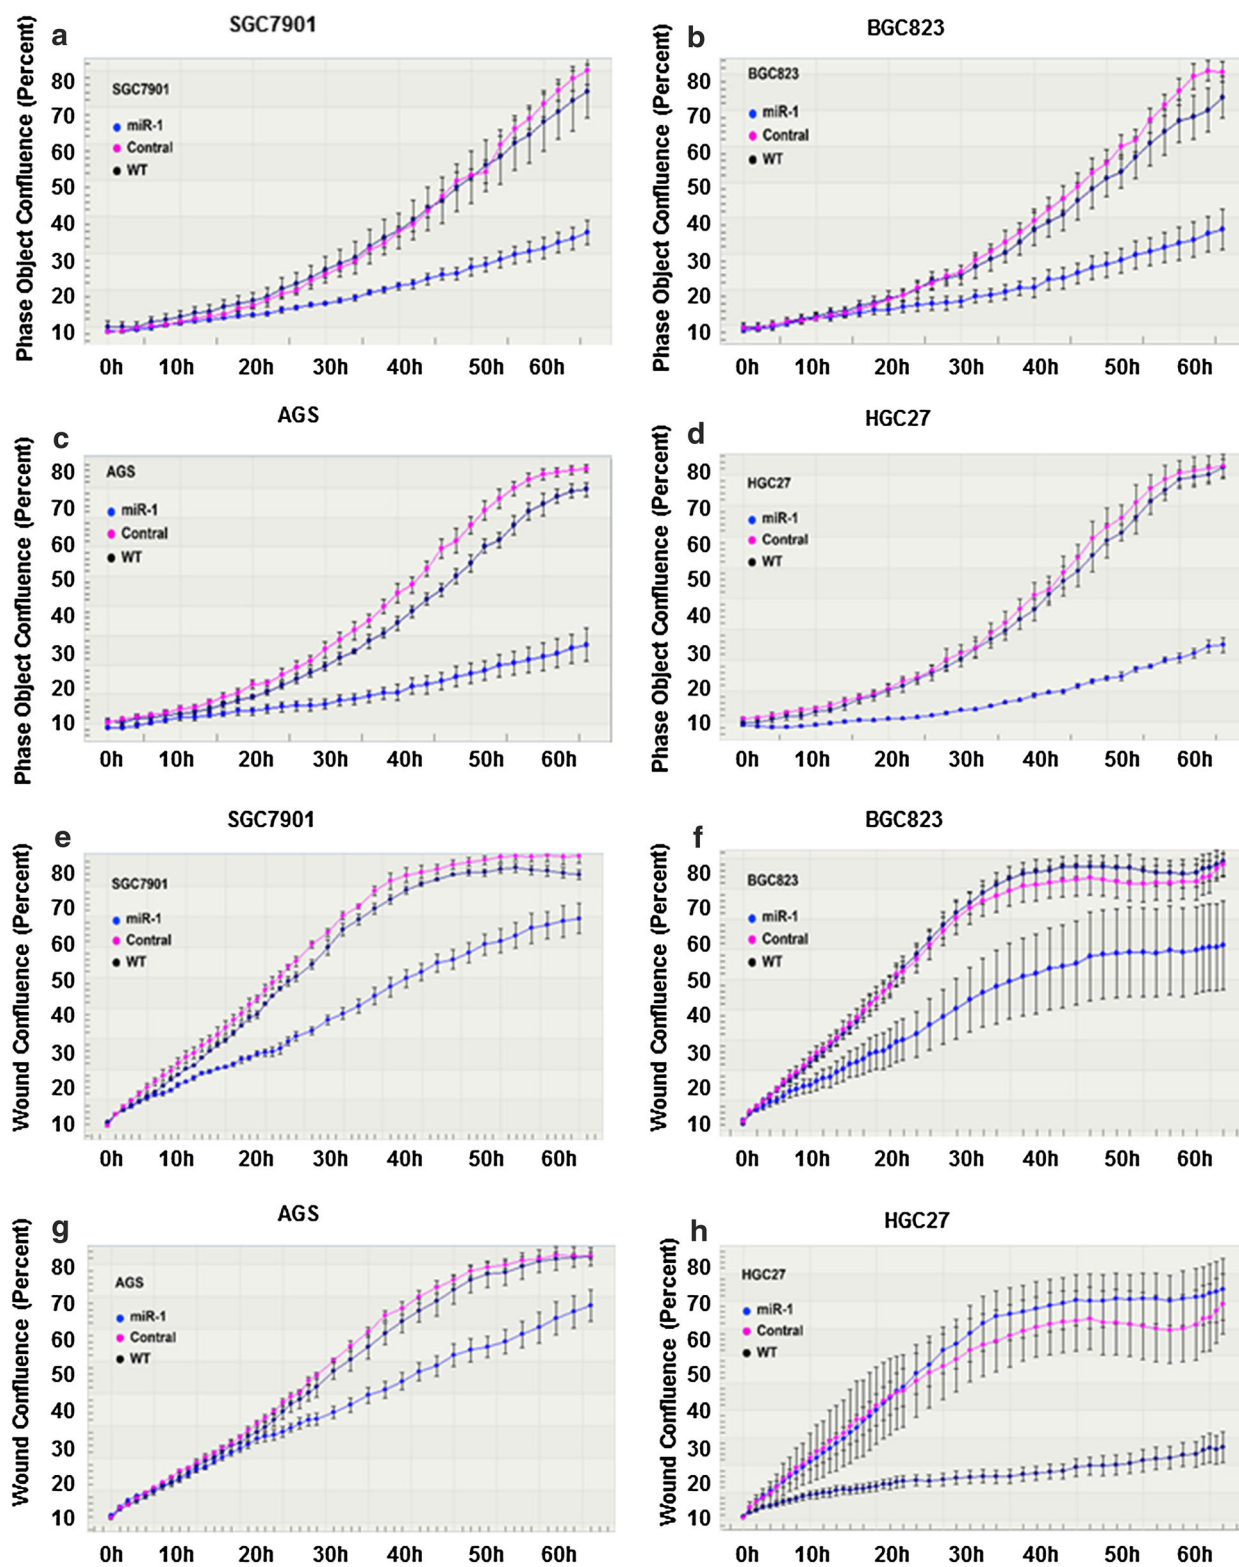 a
SGC7901
Phase Object Confluence (Percent)
80
70
60
50
40
30
20
10
SGC7901
miR-1
Contral
WT
0h 10h 20h 30h 40h 50h 60h
b
BGC823
Phase Object Confluence (Percent)
80
70
60
50
40
30
20
10
BGC823
miR-1
Contral
WT
0h 10h 20h 30h 40h 50h 60h
c
AGS
Phase Object Confluence (Percent)
80
70
60
50
40
30
20
10
AGS
miR-1
Contral
WT
0h 10h 20h 30h 40h 50h 60h
d
HGC27
Phase Object Confluence (Percent)
80
70
60
50
40
30
20
10
HGC27
miR-1
Contral
WT
0h 10h 20h 30h 40h 50h 60h
e
SGC7901
Wound Confluence (Percent)
80
70
60
50
40
30
20
10
SGC7901
miR-1
Contral
WT
0h 10h 20h 30h 40h 50h 60h
f
BGC823
Wound Confluence (Percent)
80
70
60
50
40
30
20
10
BGC823
miR-1
Contral
WT
0h 10h 20h 30h 40h 50h 60h
g
AGS
Wound Confluence (Percent)
80
70
60
50
40
30
20
10
AGS
miR-1
Contral
WT
0h 10h 20h 30h 40h 50h 60h
h
HGC27
Wound Confluence (Percent)
80
70
60
50
40
30
20
10
HGC27
miR-1
Contral
WT
0h 10h 20h 30h 40h 50h 60h